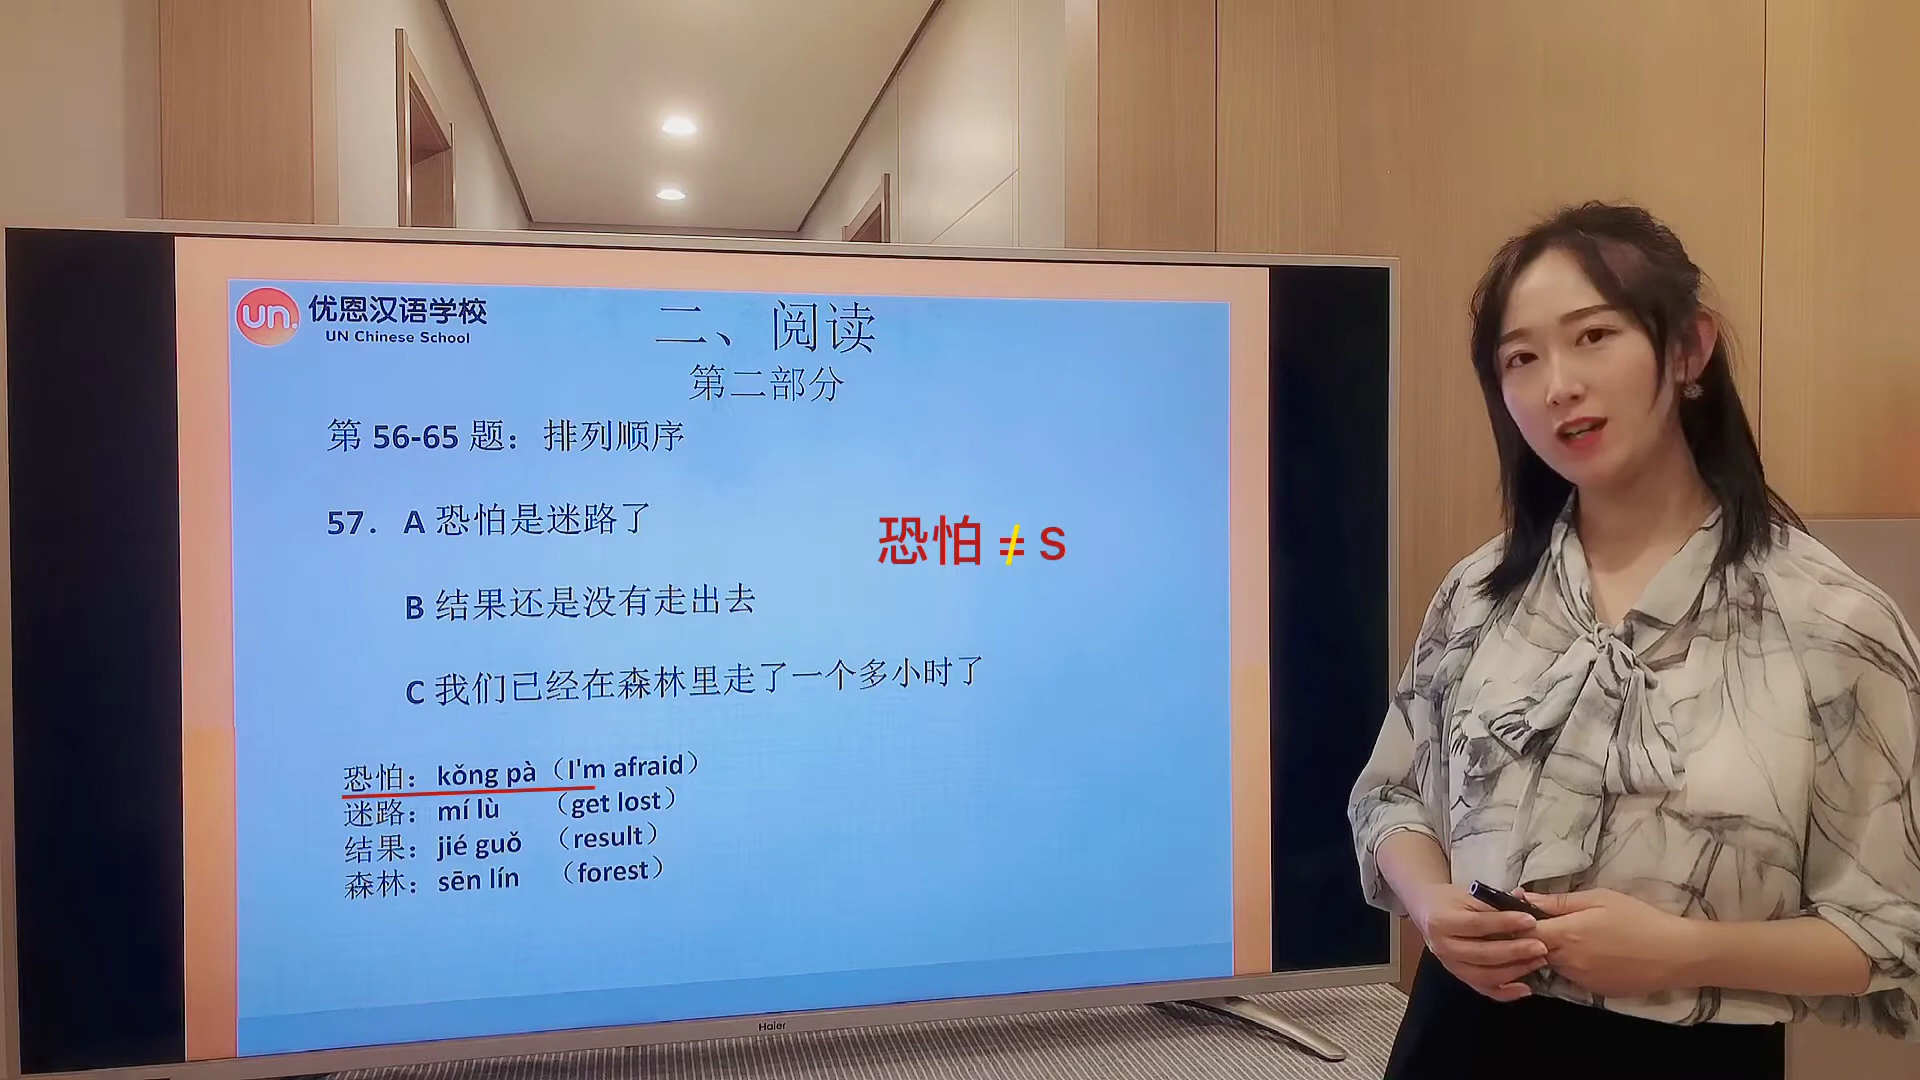 un.
优恩汉语学校
UN Chinese School
二、阅读
第二部分
第 56-65 题：排列顺序
57. A 恐怕是迷路了
恐怕 ≠ S
B 结果还是没有走出去
C 我们已经在森林里走了一个多小时了
恐怕：kǒng pà（I'm afraid）
迷路：mí lù （get lost）
结果：jié guǒ （result）
森林：sēn lín （forest）
Haier